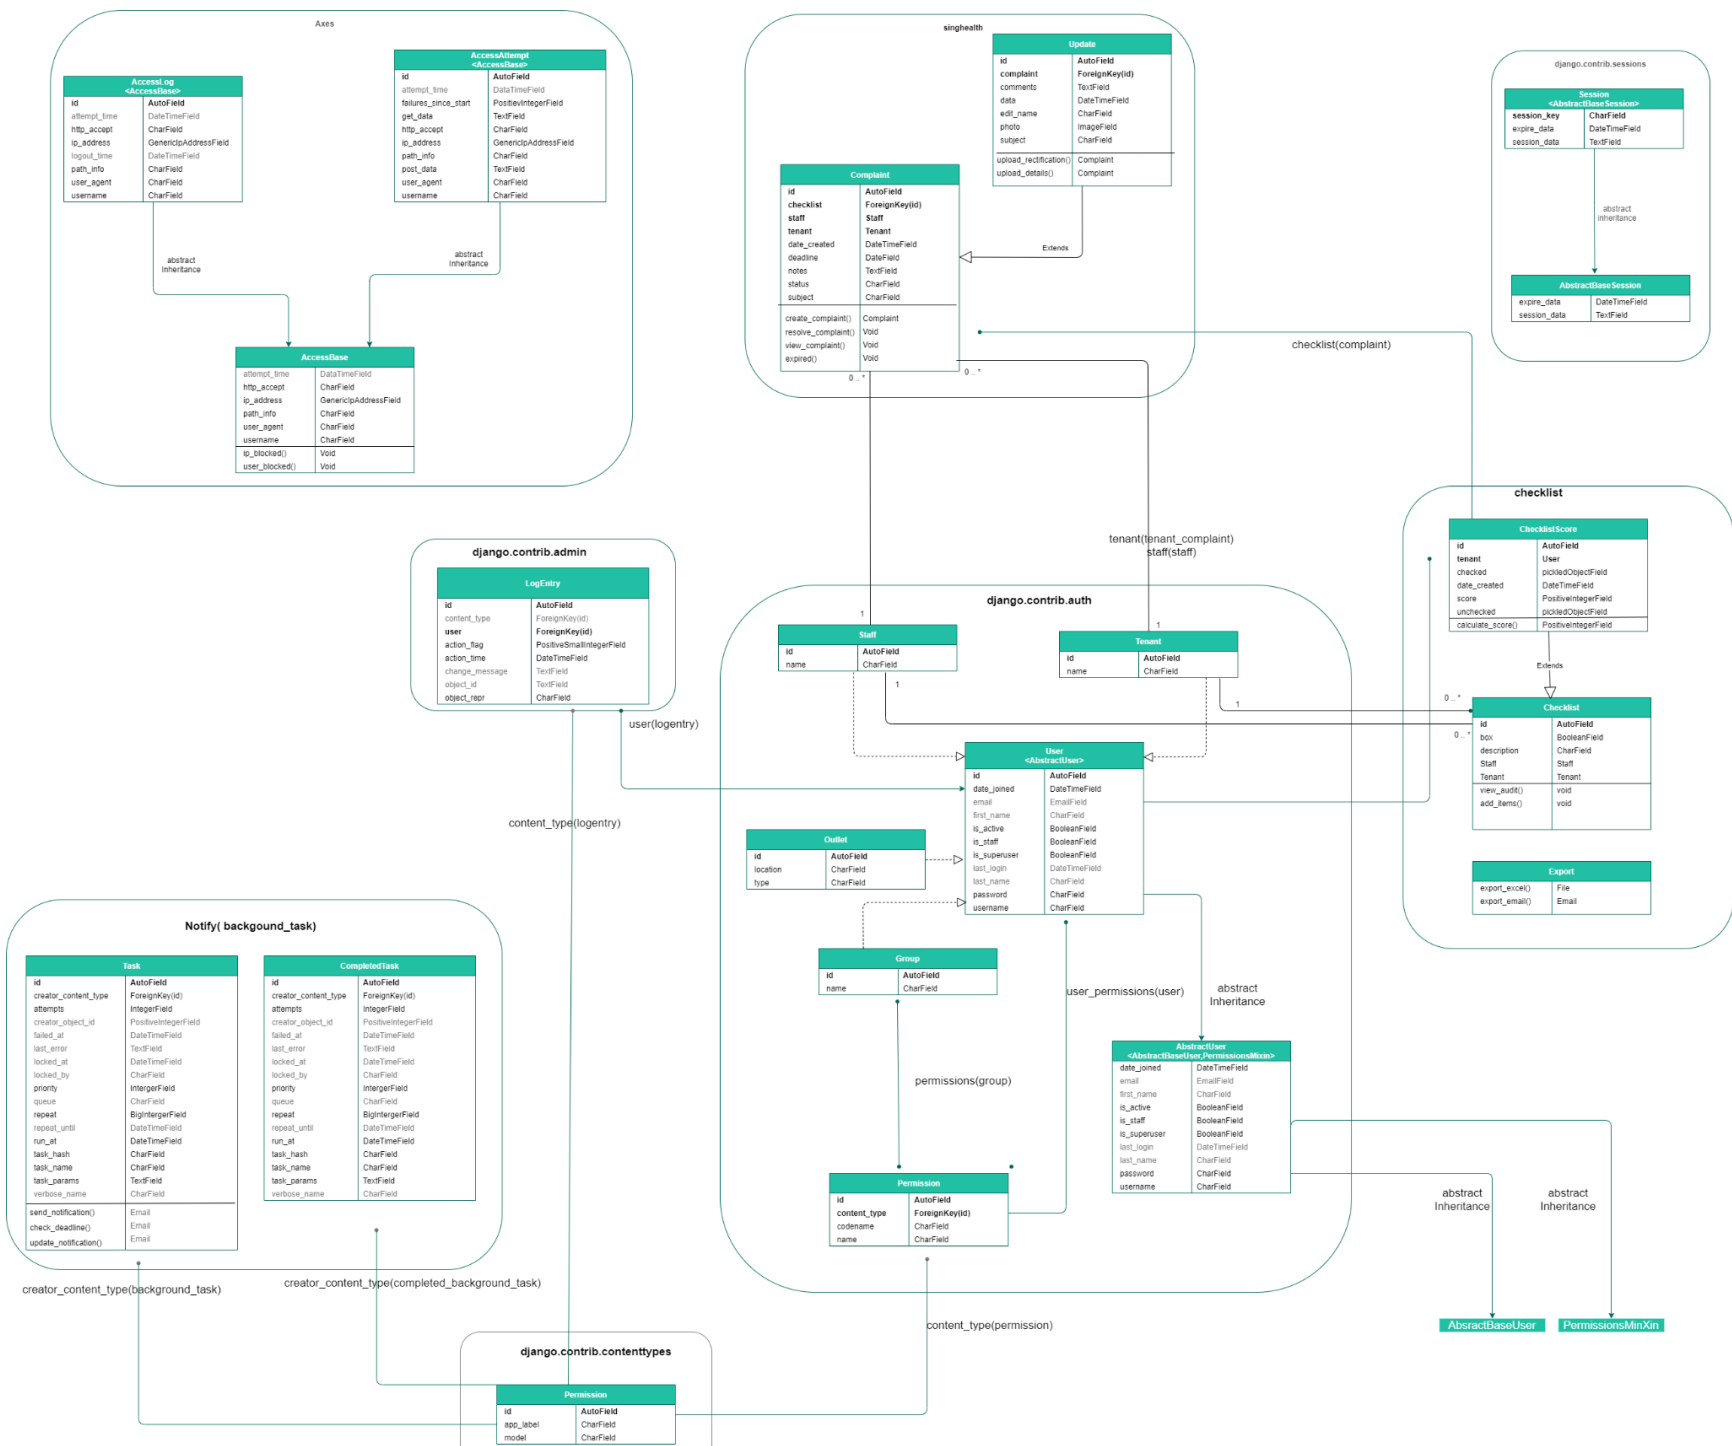 Axes
AccessLog
<AccessBase>
id AutoField
attempt_time DateTimeField
http_accept CharField
ip_address GenericIpAddressField
logout_time DateTimeField
path_info CharField
user_agent CharField
username CharField
AccessAttempt
<AccessBase>
id AutoField
attempt_time DataTimeField
failures_since_start PositievIntegerField
get_data TextField
http_accept CharField
ip_address GenericIpAddressField
path_info CharField
post_data TextField
user_agent CharField
username CharField
abstract
Inheritance
abstract
Inheritance
AccessBase
attempt_time DataTimeField
http_accept CharField
ip_address GenericIpAddressField
path_info CharField
user_agent CharField
username CharField
ip_blocked() Void
user_blocked() Void
singhealth
Update
id AutoField
complaint ForeignKey(id)
comments TextField
data DateTimeField
edit_name CharField
photo ImageField
subject CharField
upload_rectification() Complaint
upload_details() Complaint
Complaint
id AutoField
checklist ForeignKey(id)
staff Staff
tenant Tenant
date_created DateTimeField
deadline DateField
notes TextField
status CharField
subject CharField
create_complaint() Complaint
resolve_complaint() Void
view_complaint() Void
expired() Void
Extends
0 .. *
0 .. *
django.contrib.sessions
Session
<AbstractBaseSession>
session_key CharField
expire_data DateTimeField
session_data TextField
abstract
inheritance
AbstractBaseSession
expire_data DateTimeField
session_data TextField
checklist(complaint)
tenant(tenant_complaint)
staff(staff)
checklist
ChecklistScore
id AutoField
tenant User
checked pickledObjectField
date_created DateTimeField
score PositiveIntegerField
unchecked pickledObjectField
calculate_score() PositiveIntegerField
Extends
0 .. *
0 .. *
Checklist
id AutoField
box BooleanField
description CharField
Staff Staff
Tenant Tenant
view_audit() void
add_items() void
Export
export_excel() File
export_email() Email
django.contrib.admin
LogEntry
id AutoField
content_type ForeignKey(id)
user ForeignKey(id)
action_flag PositiveSmallIntegerField
action_time DateTimeField
change_message TextField
object_id TextField
object_repr CharField
user(logentry)
content_type(logentry)
django.contrib.auth
1
1
Staff
id AutoField
name CharField
Tenant
id AutoField
name CharField
1
1
User
<AbstractUser>
id AutoField
date_joined DateTimeField
email EmailField
first_name CharField
is_active BooleanField
is_staff BooleanField
is_superuser BooleanField
last_login DateTimeField
last_name CharField
password CharField
username CharField
Outlet
id AutoField
location CharField
type CharField
Group
id AutoField
name CharField
user_permissions(user)
abstract
Inheritance
permissions(group)
AbstractUser
<AbstractBaseUser,PermissionsMixin>
date_joined DateTimeField
email EmailField
first_name CharField
is_active BooleanField
is_staff BooleanField
is_superuser BooleanField
last_login DateTimeField
last_name CharField
password CharField
username CharField
Permission
id AutoField
content_type ForeignKey(id)
codename CharField
name CharField
abstract
Inheritance
abstract
Inheritance
AbsractBaseUser
PermissionsMinXin
Notify( backgound_task)
Task
id AutoField
creator_content_type ForeignKey(id)
attempts IntegerField
creator_object_id PositiveIntegerField
failed_at DateTimeField
last_error TextField
locked_at DateTimeField
locked_by CharField
priority IntergerField
queue CharField
repeat BigIntergerField
repeat_until DateTimeField
run_at DateTimeField
task_hash CharField
task_name CharField
task_params TextField
verbose_name CharField
send_notification() Email
check_deadline() Email
update_notification() Email
CompletedTask
id AutoField
creator_content_type ForeignKey(id)
attempts IntegerField
creator_object_id PositiveIntegerField
failed_at DateTimeField
last_error TextField
locked_at DateTimeField
locked_by CharField
priority IntergerField
queue CharField
repeat BigIntergerField
repeat_until DateTimeField
run_at DateTimeField
task_hash CharField
task_name CharField
task_params TextField
verbose_name CharField
creator_content_type(background_task)
creator_content_type(completed_background_task)
content_type(permission)
django.contrib.contenttypes
Permission
id AutoField
app_label CharField
model CharField